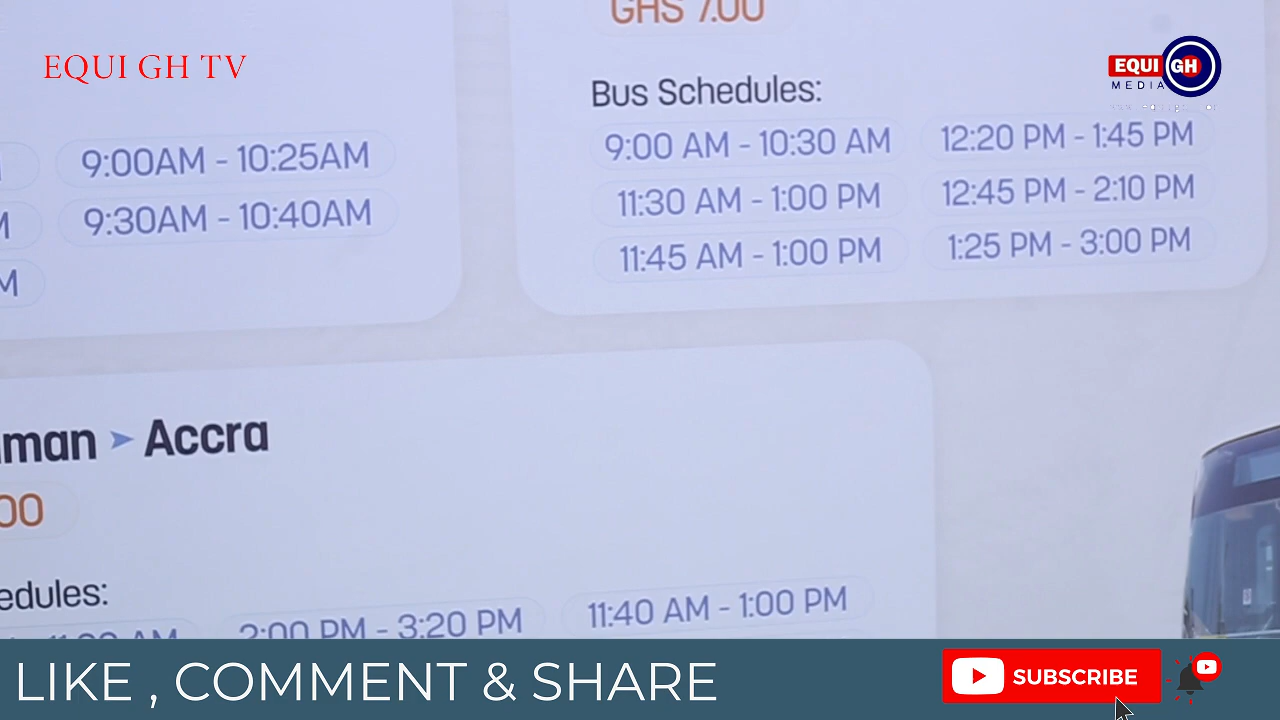 GHS 7.00
EQUI GH TV
EQUI GH
MEDIA
Bus Schedules:
9:00AM - 10:25AM
9:00 AM - 10:30 AM
12:20 PM - 1:45 PM
9:30AM - 10:40AM
11:30 AM - 1:00 PM
12:45 PM - 2:10 PM
11:45 AM - 1:00 PM
1:25 PM - 3:00 PM
➤ Accra
2:00 PM - 3:20 PM
11:40 AM - 1:00 PM
LIKE , COMMENT & SHARE
SUBSCRIBE